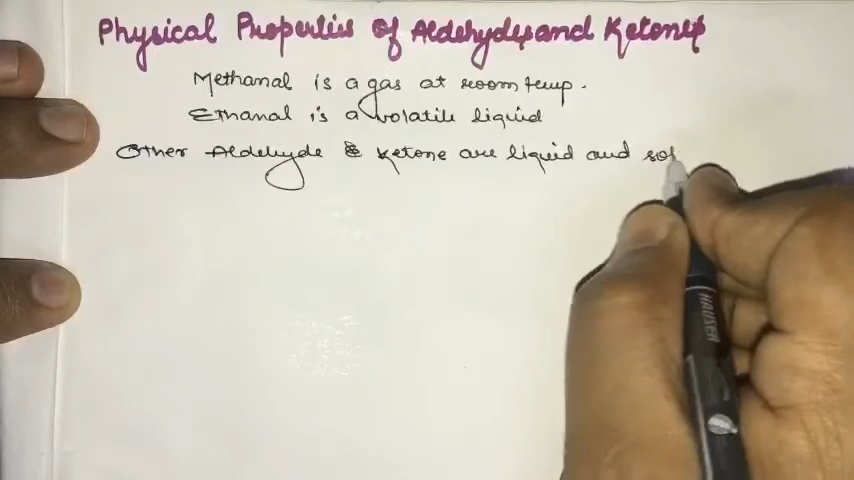 Physical Properties of Aldehydes and Ketones
Methanal is a gas at room temp.
Ethanal is a volatile liquid
Other Aldehyde & Ketone are liquid and sol
HAUSER